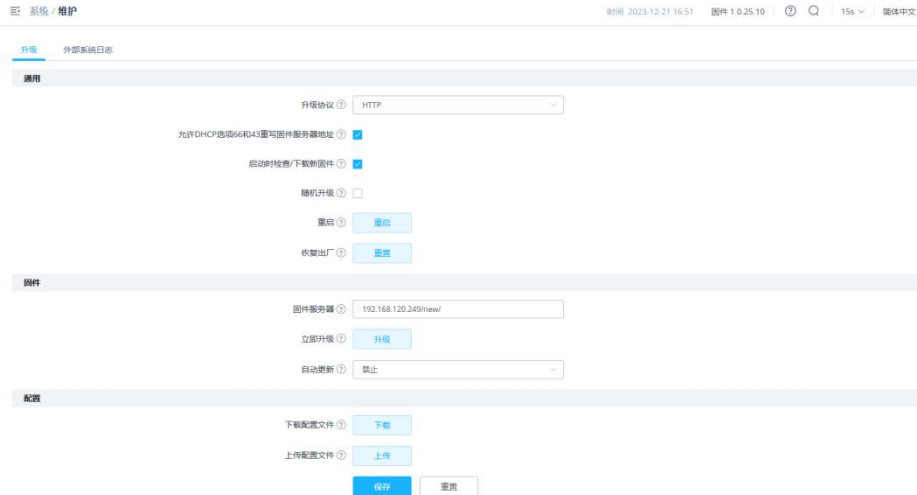 系统 / 维护 时间 2023-12-21 16:51 固件 1.0.25.10 15s 简体中文
升级 外部系统日志
通用
升级协议 HTTP
允许DHCP选项66和43重写固件服务器地址
启动时检查/下载新固件
随机升级
重启 重启
恢复出厂 重置
固件
固件服务器 192.168.120.249/new/
立即升级 升级
自动更新 禁止
配置
下载配置文件 下载
上传配置文件 上传
保存 重置